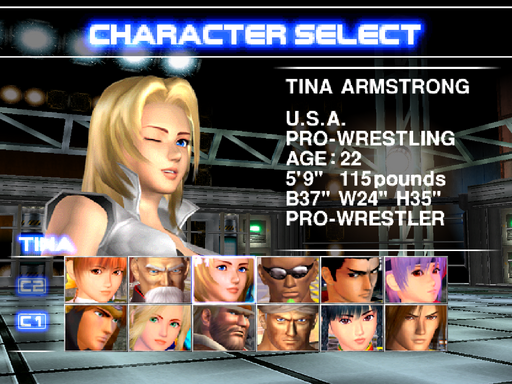 CHARACTER SELECT
TINA ARMSTRONG
U.S.A.
PRO-WRESTLING
AGE:22
5'9" 115pounds
B37" W24" H35"
PRO-WRESTLER
TINA
C2
C1